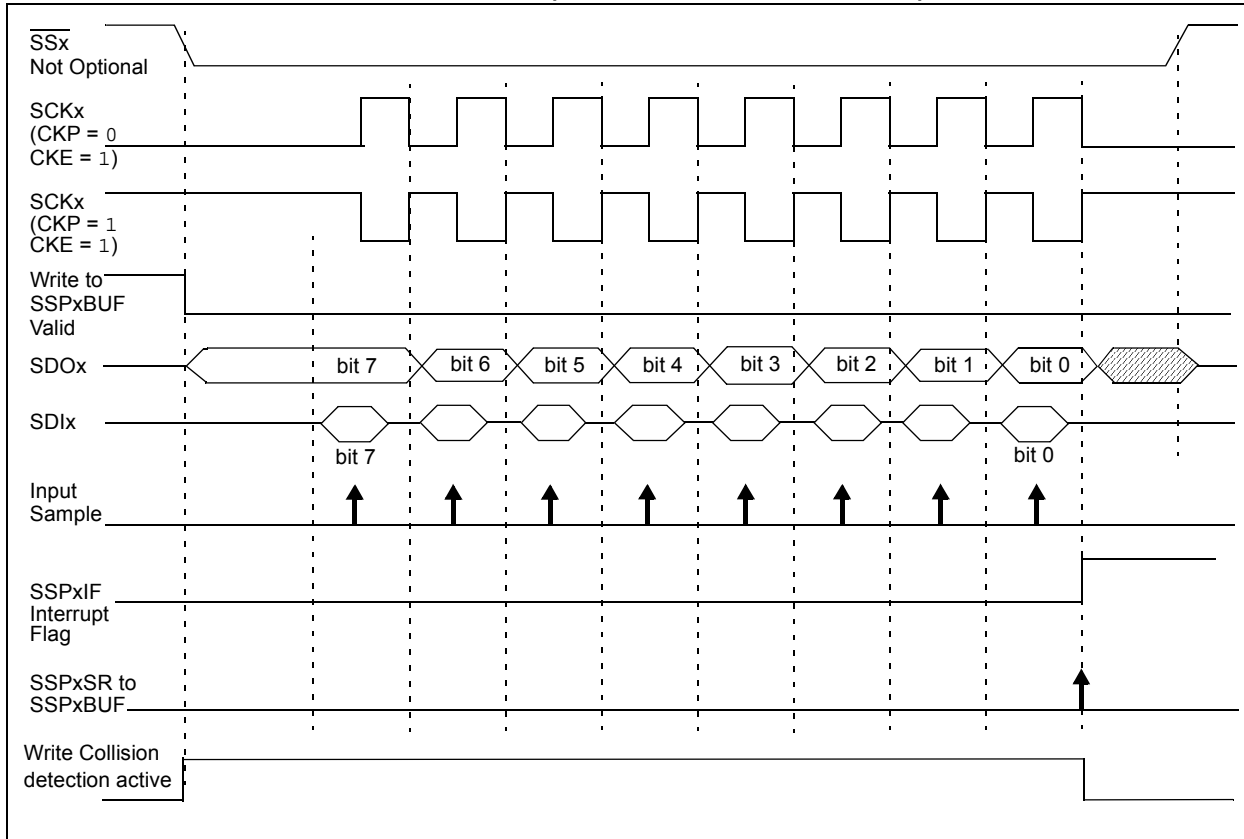 SSx
Not Optional
SCKx
(CKP = 0
CKE = 1)
SCKx
(CKP = 1
CKE = 1)
Write to
SSPxBUF
Valid
SDOx
bit 7
bit 6
bit 5
bit 4
bit 3
bit 2
bit 1
bit 0
SDIx
bit 7
bit 0
Input
Sample
SSPxIF
Interrupt
Flag
SSPxSR to
SSPxBUF
Write Collision
detection active